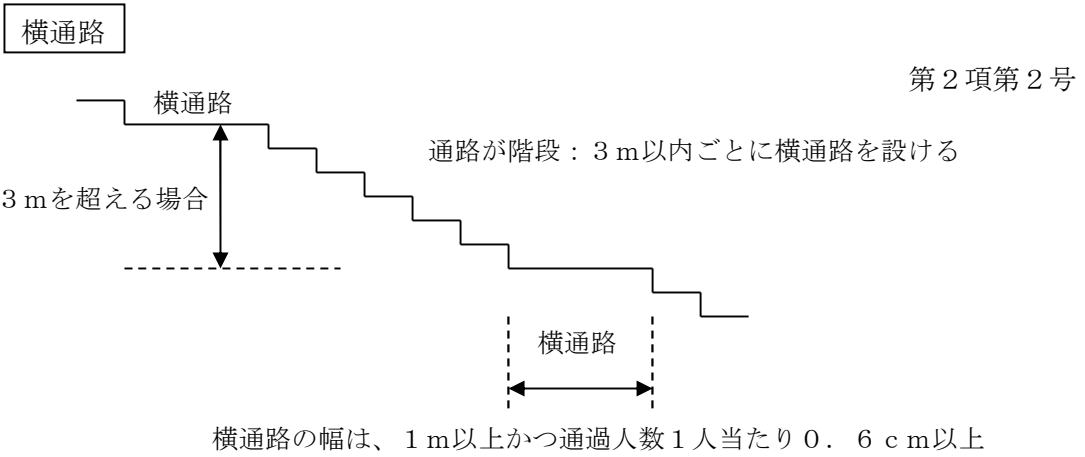 横通路
第２項第２号
横通路
通路が階段：３ｍ以内ごとに横通路を設ける
３ｍを超える場合
横通路
横通路の幅は、１ｍ以上かつ通過人数１人当たり０．６ｃｍ以上